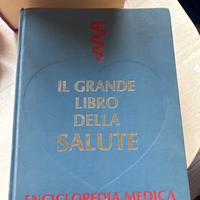 IL GRANDE
LIBRO
DELLA
SALUTE
ENCICLOPEDIA MEDICA